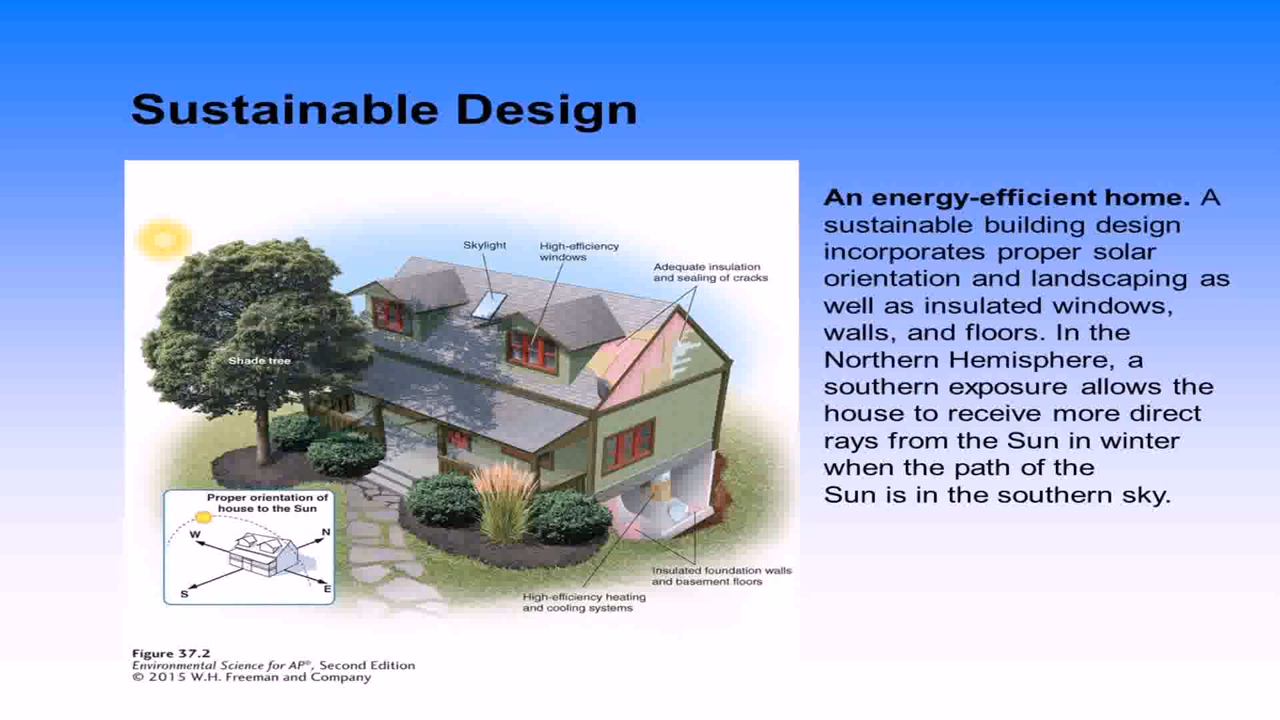 Sustainable Design
Skylight
High-efficiency
windows
Adequate insulation
and sealing of cracks
Shade tree
Proper orientation of
house to the Sun
W
N
S
E
Insulated foundation walls
and basement floors
High-efficiency heating
and cooling systems
Figure 37.2
Environmental Science for AP®, Second Edition
© 2015 W.H. Freeman and Company
An energy-efficient home. A
sustainable building design
incorporates proper solar
orientation and landscaping as
well as insulated windows,
walls, and floors. In the
Northern Hemisphere, a
southern exposure allows the
house to receive more direct
rays from the Sun in winter
when the path of the
Sun is in the southern sky.